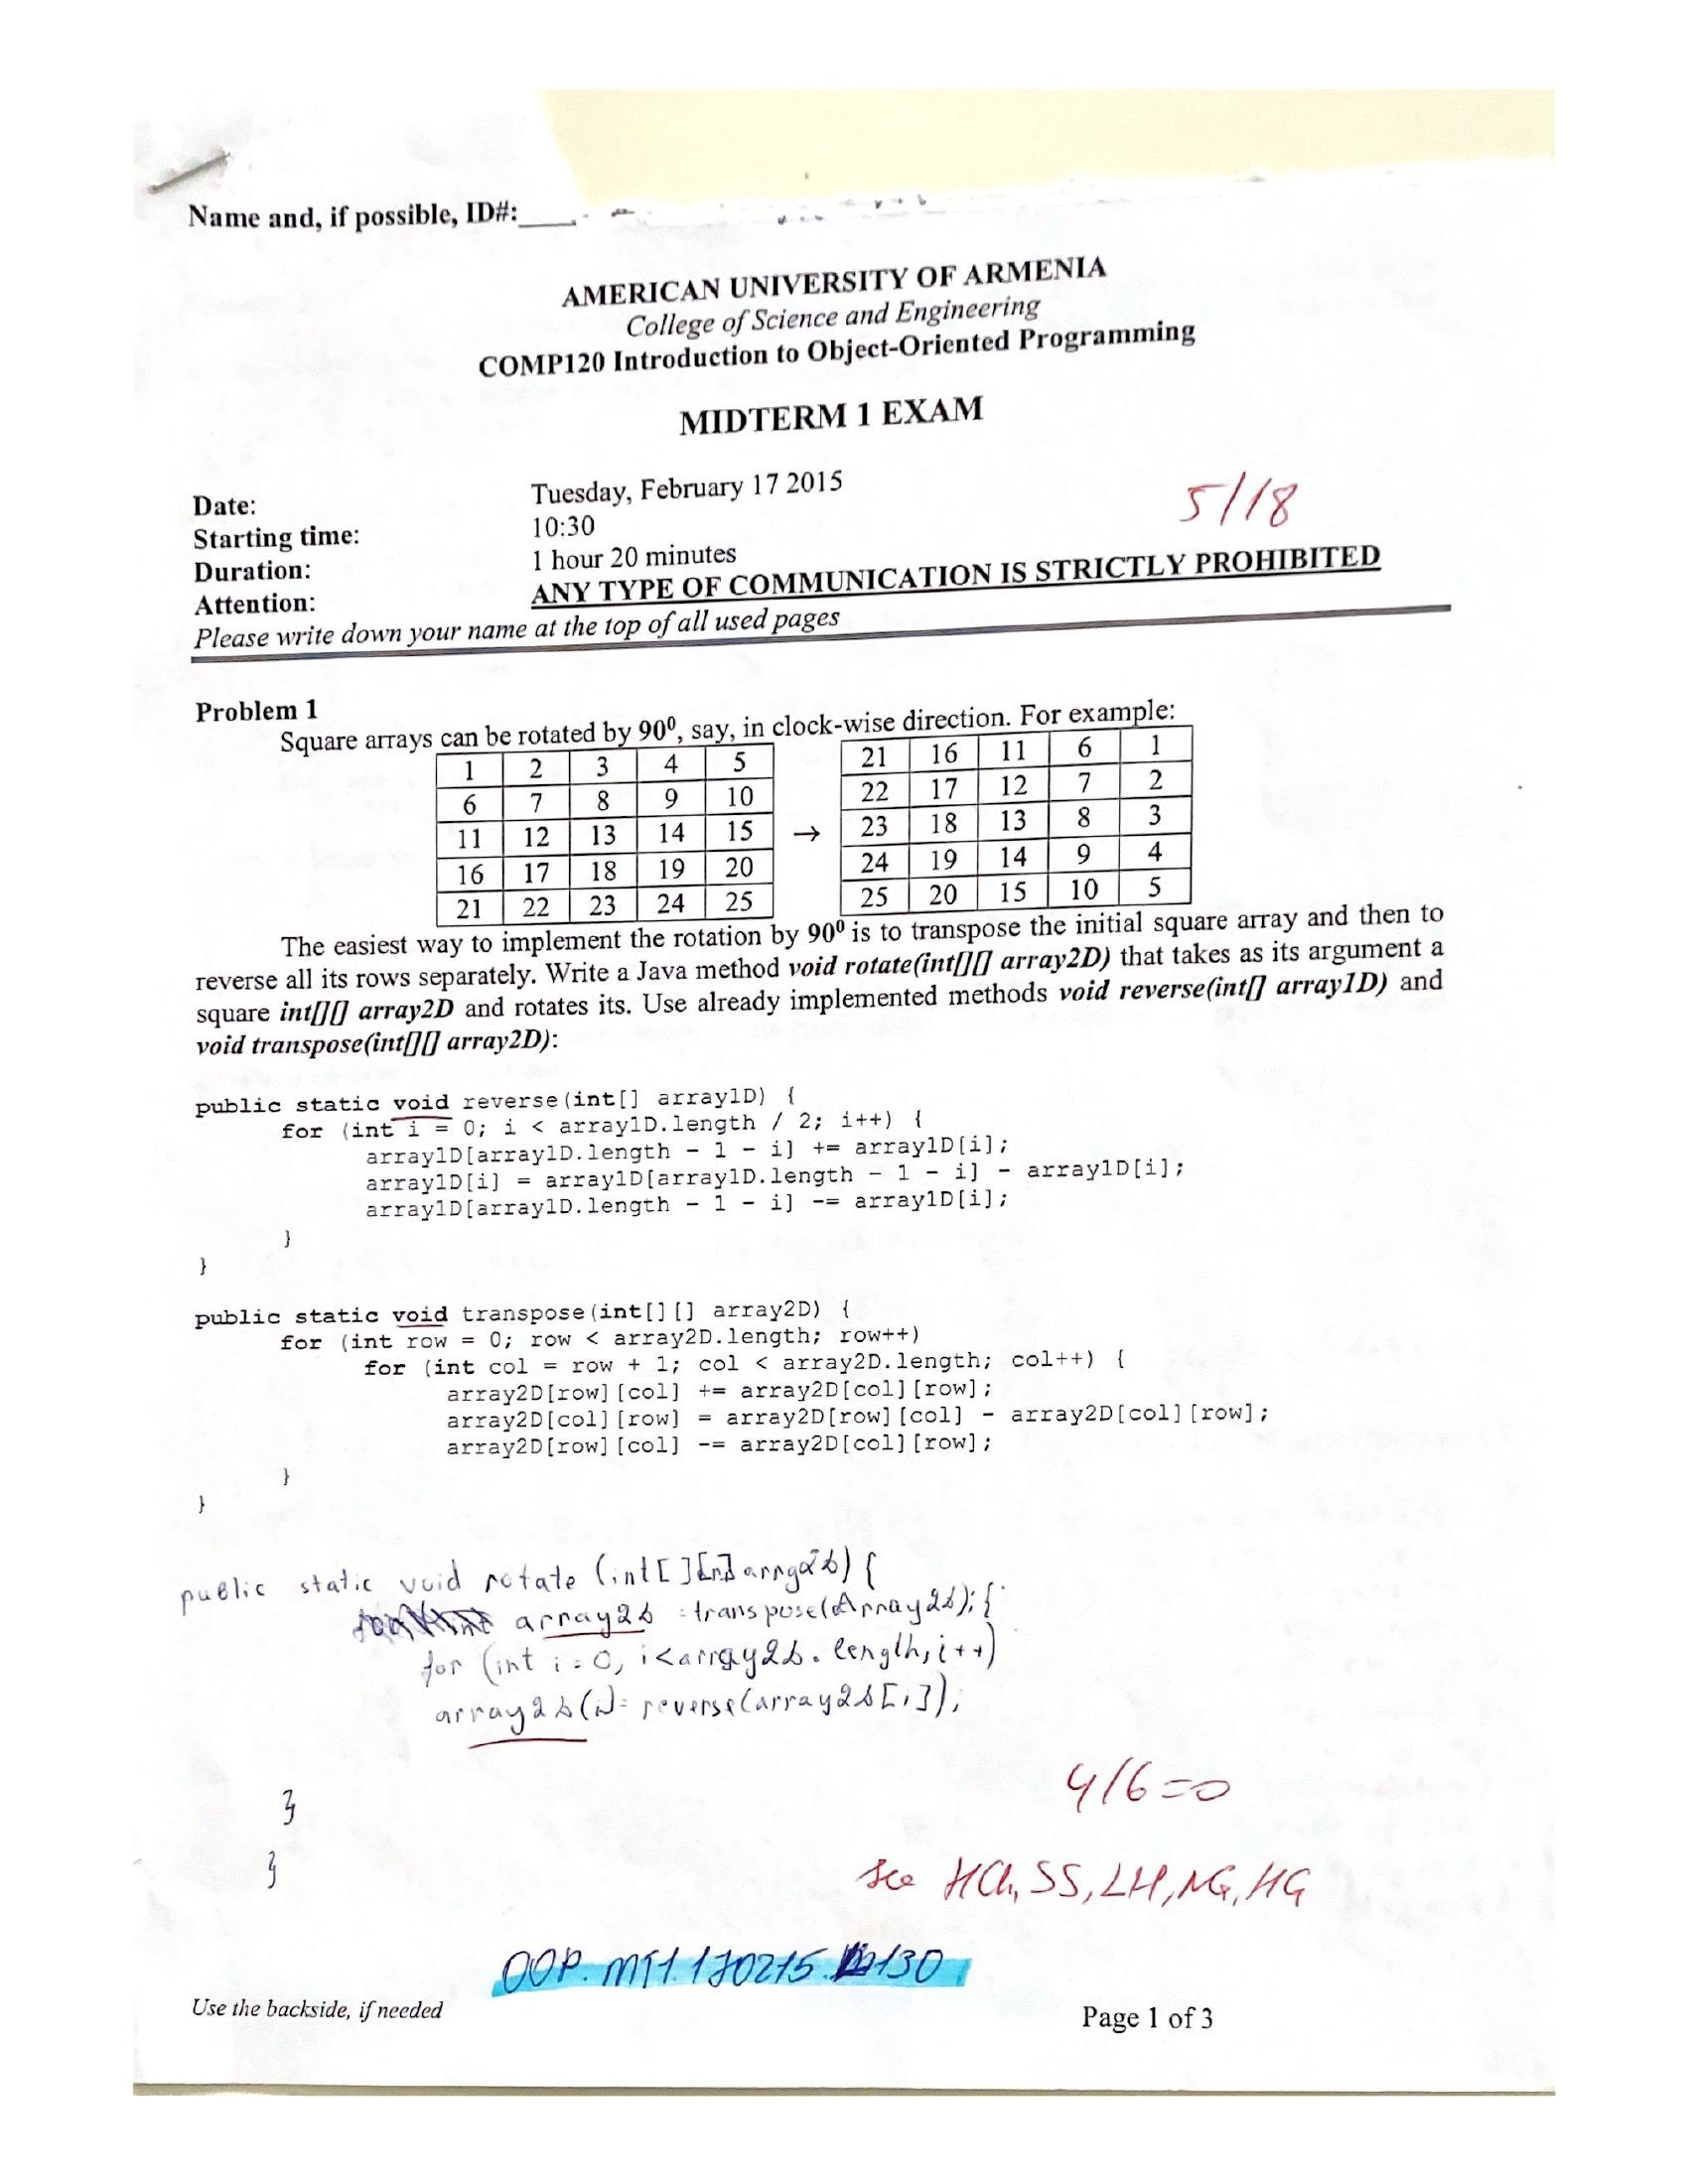 Name and, if possible, ID#:
AMERICAN UNIVERSITY OF ARMENIA
College of Science and Engineering
COMP120 Introduction to Object-Oriented Programming
MIDTERM 1 EXAM
Date: Tuesday, February 17 2015
5/18
Starting time: 10:30
Duration: 1 hour 20 minutes
Attention: ANY TYPE OF COMMUNICATION IS STRICTLY PROHIBITED
Please write down your name at the top of all used pages
Problem 1
Square arrays can be rotated by 90⁰, say, in clock-wise direction. For example:
1 2 3 4 5 21 16 11 6 1
6 7 8 9 10 22 17 12 7 2
11 12 13 14 15 → 23 18 13 8 3
16 17 18 19 20 24 19 14 9 4
21 22 23 24 25 25 20 15 10 5
The easiest way to implement the rotation by 90⁰ is to transpose the initial square array and then to
reverse all its rows separately. Write a Java method void rotate(int[][] array2D) that takes as its argument a
square int[][] array2D and rotates its. Use already implemented methods void reverse(int[] array1D) and
void transpose(int[][] array2D):
public static void reverse(int[] array1D) {
for (int i = 0; i < array1D.length / 2; i++) {
array1D[array1D.length - 1 - i] += array1D[i];
array1D[i] = array1D[array1D.length - 1 - i] - array1D[i];
array1D[array1D.length - 1 - i] -= array1D[i];
}
}
public static void transpose(int[][] array2D) {
for (int row = 0; row < array2D.length; row++)
for (int col = row + 1; col < array2D.length; col++) {
array2D[row][col] += array2D[col][row];
array2D[col][row] = array2D[row][col] - array2D[col][row];
array2D[row][col] -= array2D[col][row];
}
}
public static void rotate (int[] array2D) {
array2D = transpose(Array2D); {
for (int i = 0, i < array2D. length, i++)
array2D(i) = reverse(array2D[i]);
4/6=0
}
see HCh, SS, LH, NG, HG
}
OOP. MT1. 170215. 130
Use the backside, if needed
Page 1 of 3